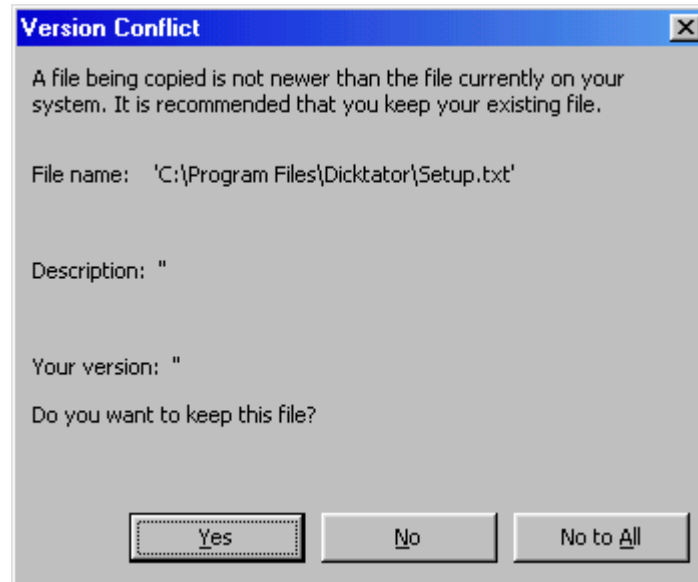 Version Conflict
A file being copied is not newer than the file currently on your
system. It is recommended that you keep your existing file.
File name: 'C:\Program Files\Dicktator\Setup.txt'
Description: ''
Your version: ''
Do you want to keep this file?
Yes No No to All